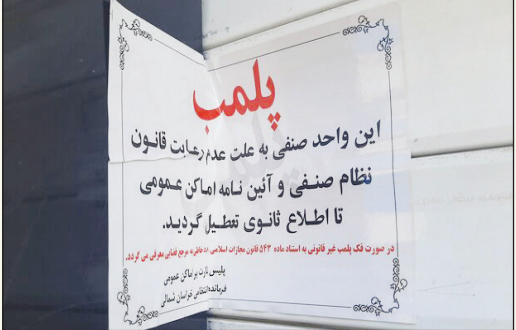 پلمب
این واحد صنفی به علت عدم رعایت قانون
نظام صنفی و آئین نامه اماکن عمومی
تا اطلاع ثانوی تعطیل گردید.
در صورت فک پلمب غیر قانونی به استناد ماده ۵۴۳ قانون مجازات اسلامی خاطی به مرجع قضایی معرفی می گردد.
پلیس نظارت بر اماکن عمومی
فرماندهی انتظامی خراسان شمالی